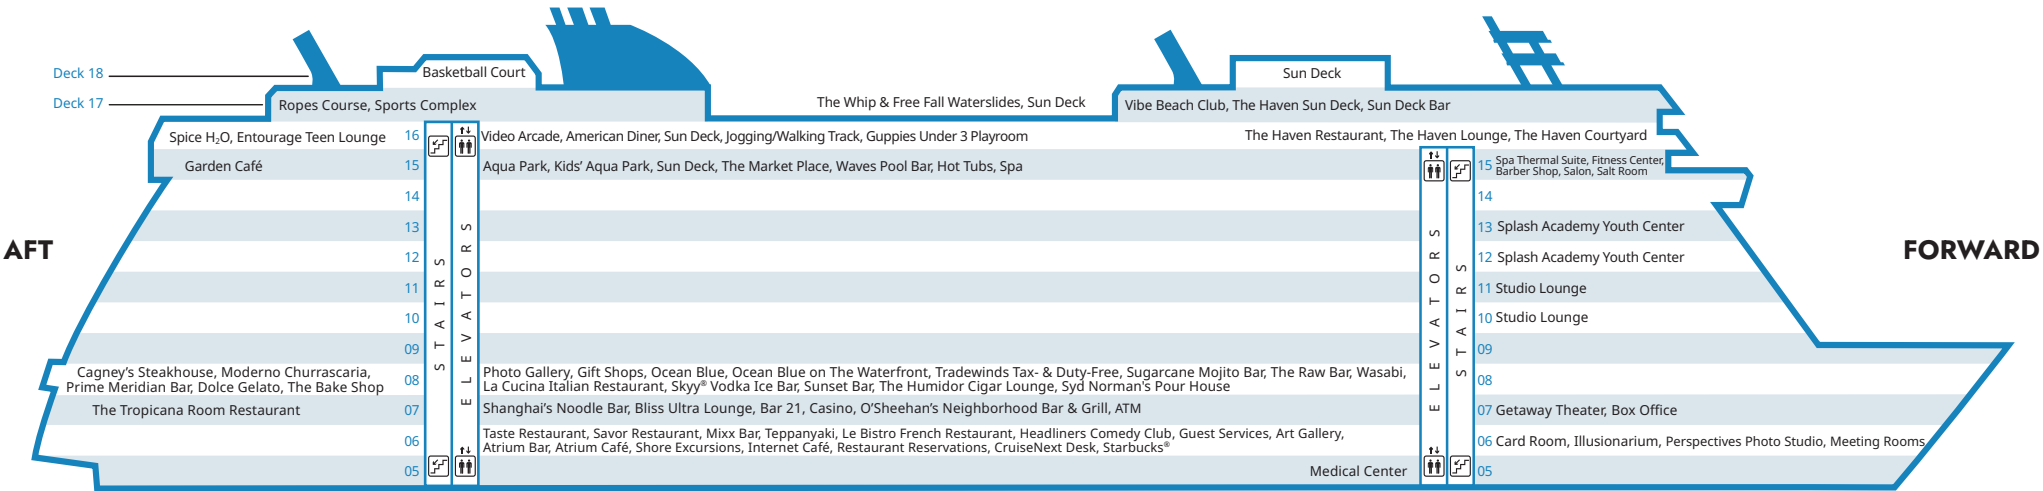 Deck 18
Basketball Court
Sun Deck
Deck 17
Ropes Course, Sports Complex
The Whip & Free Fall Waterslides, Sun Deck
Vibe Beach Club, The Haven Sun Deck, Sun Deck Bar
Spice H₂O, Entourage Teen Lounge
16
Video Arcade, American Diner, Sun Deck, Jogging/Walking Track, Guppies Under 3 Playroom
The Haven Restaurant, The Haven Lounge, The Haven Courtyard
Garden Café
15
Aqua Park, Kids’ Aqua Park, Sun Deck, The Market Place, Waves Pool Bar, Hot Tubs, Spa
15
Spa Thermal Suite, Fitness Center,
Barber Shop, Salon, Salt Room
14
14
13
13 Splash Academy Youth Center
AFT
FORWARD
12
12 Splash Academy Youth Center
11
11 Studio Lounge
10
10 Studio Lounge
STAIRS
ELEVATORS
ELEVATORS
STAIRS
09
09
Cagney’s Steakhouse, Moderno Churrascaria,
Prime Meridian Bar, Dolce Gelato, The Bake Shop
08
Photo Gallery, Gift Shops, Ocean Blue, Ocean Blue on The Waterfront, Tradewinds Tax- & Duty-Free, Sugarcane Mojito Bar, The Raw Bar, Wasabi,
La Cucina Italian Restaurant, Skyy® Vodka Ice Bar, Sunset Bar, The Humidor Cigar Lounge, Syd Norman's Pour House
08
The Tropicana Room Restaurant
07
Shanghai’s Noodle Bar, Bliss Ultra Lounge, Bar 21, Casino, O’Sheehan’s Neighborhood Bar & Grill, ATM
07 Getaway Theater, Box Office
06
Taste Restaurant, Savor Restaurant, Mixx Bar, Teppanyaki, Le Bistro French Restaurant, Headliners Comedy Club, Guest Services, Art Gallery,
Atrium Bar, Atrium Café, Shore Excursions, Internet Café, Restaurant Reservations, CruiseNext Desk, Starbucks®
06 Card Room, Illusionarium, Perspectives Photo Studio, Meeting Rooms
05
Medical Center
05